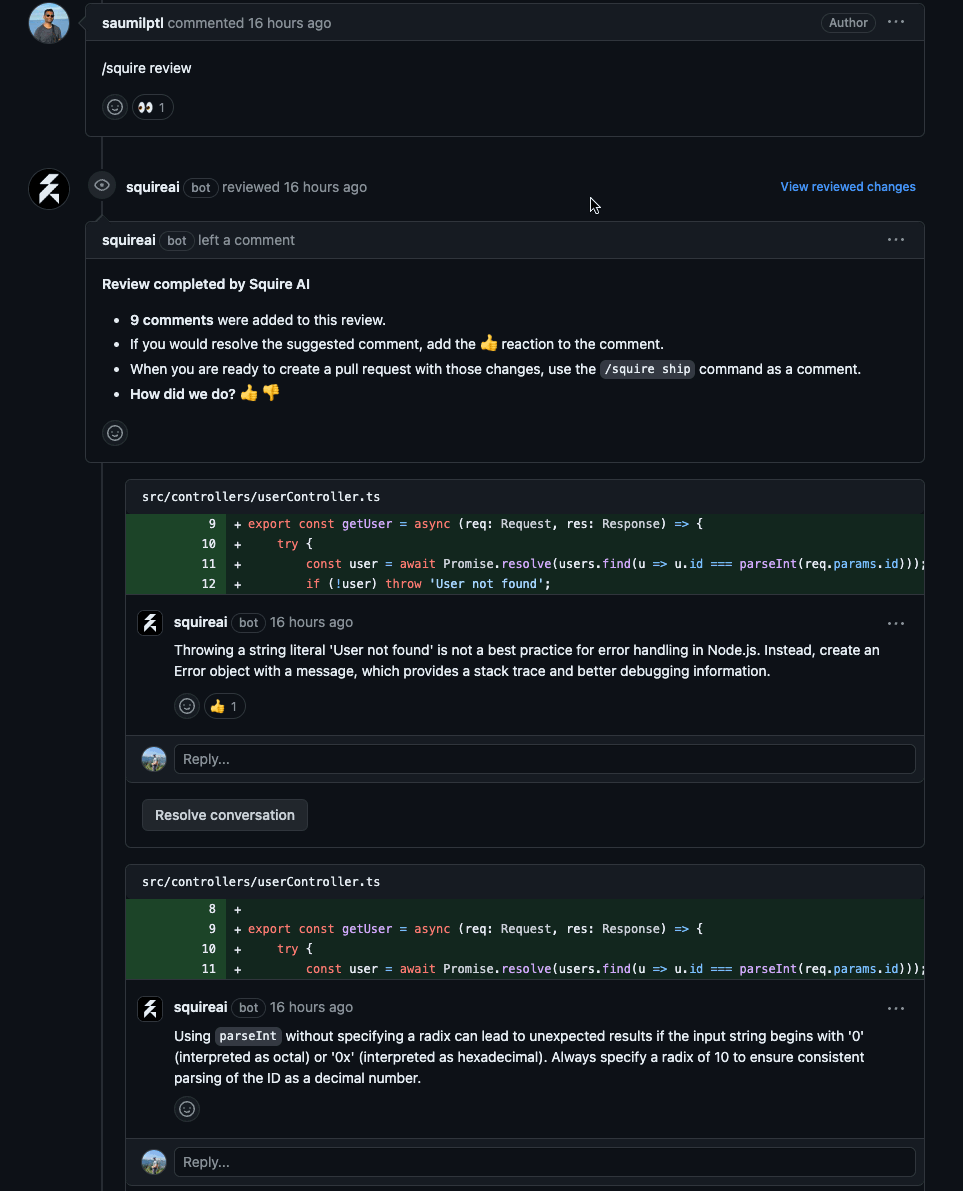 saumilptl commented 16 hours ago Author
/squire review
👀 1
squireai bot reviewed 16 hours ago View reviewed changes
squireai bot left a comment
Review completed by Squire AI
• 9 comments were added to this review.
• If you would resolve the suggested comment, add the 👍 reaction to the comment.
• When you are ready to create a pull request with those changes, use the /squire ship command as a comment.
• How did we do? 👍 👎
src/controllers/userController.ts
9 + export const getUser = async (req: Request, res: Response) => {
10 + try {
11 + const user = await Promise.resolve(users.find(u => u.id === parseInt(req.params.id)));
12 + if (!user) throw 'User not found';
squireai bot 16 hours ago
Throwing a string literal 'User not found' is not a best practice for error handling in Node.js. Instead, create an
Error object with a message, which provides a stack trace and better debugging information.
👍 1
Reply...
Resolve conversation
src/controllers/userController.ts
8 +
9 + export const getUser = async (req: Request, res: Response) => {
10 + try {
11 + const user = await Promise.resolve(users.find(u => u.id === parseInt(req.params.id)));
squireai bot 16 hours ago
Using parseInt without specifying a radix can lead to unexpected results if the input string begins with '0'
(interpreted as octal) or '0x' (interpreted as hexadecimal). Always specify a radix of 10 to ensure consistent
parsing of the ID as a decimal number.
Reply...